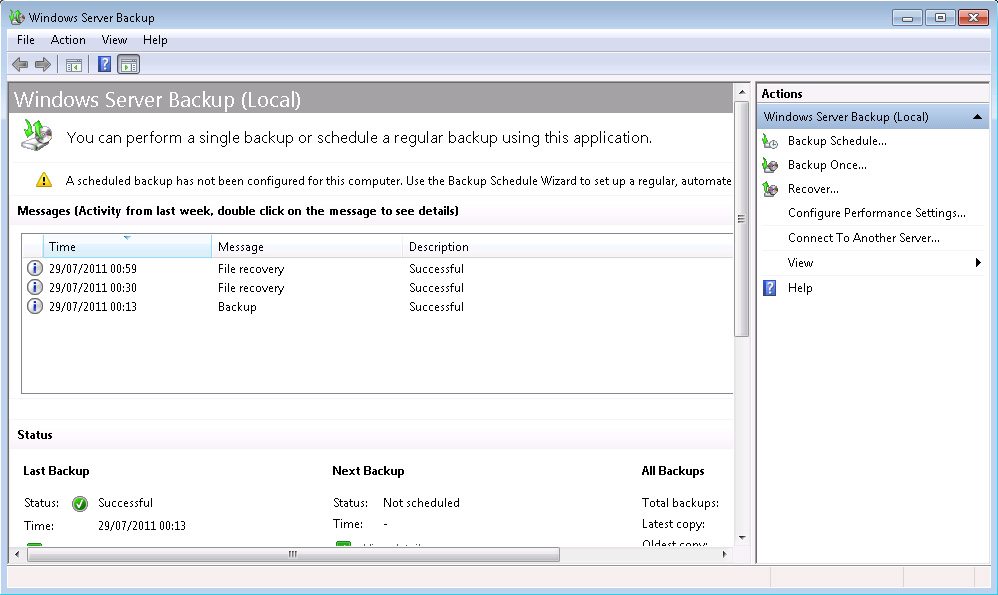 Windows Server Backup
File Action View Help
Windows Server Backup (Local)
You can perform a single backup or schedule a regular backup using this application.
A scheduled backup has not been configured for this computer. Use the Backup Schedule Wizard to set up a regular, automate
Messages (Activity from last week, double click on the message to see details)
Time Message Description
29/07/2011 00:59 File recovery Successful
29/07/2011 00:30 File recovery Successful
29/07/2011 00:13 Backup Successful
Status
Last Backup Next Backup All Backups
Status: Successful Status: Not scheduled Total backups:
Time: 29/07/2011 00:13 Time: - Latest copy:
Oldest copy:
Actions
Windows Server Backup (Local)
Backup Schedule...
Backup Once...
Recover...
Configure Performance Settings...
Connect To Another Server...
View
Help